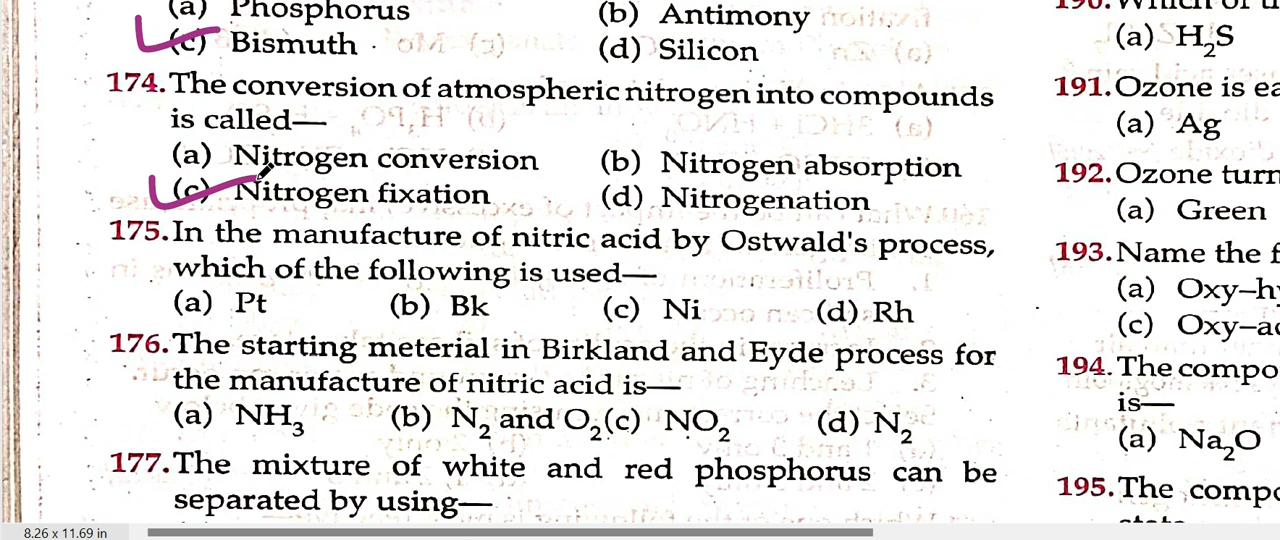 (a) Phosphorus (b) Antimony
(c) Bismuth (d) Silicon
174. The conversion of atmospheric nitrogen into compounds
is called—
(a) Nitrogen conversion (b) Nitrogen absorption
(c) Nitrogen fixation (d) Nitrogenation
175. In the manufacture of nitric acid by Ostwald's process,
which of the following is used—
(a) Pt (b) Bk (c) Ni (d) Rh
176. The starting meterial in Birkland and Eyde process for
the manufacture of nitric acid is—
(a) NH₃ (b) N₂ and O₂ (c) NO₂ (d) N₂
177. The mixture of white and red phosphorus can be
separated by using—
(a) H₂S
191. Ozone is
(a) Ag
192. Ozone turn
(a) Green
193. Name the
(a) Oxy–
(c) Oxy–
194. The compo
is—
(a) Na₂O
195. The comp
8.26 x 11.69 in